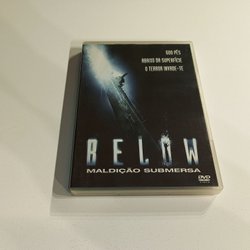 600 PÉS
ABAIXO DA SUPERFÍCIE
O TERROR INVADE-TE
BELOW
MALDIÇÃO SUBMERSA
DVD